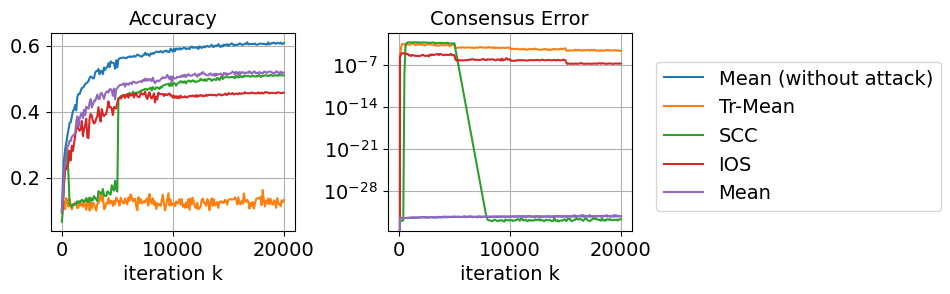 Accuracy
0.6
0.4
0.2
0
10000
20000
iteration k
Consensus Error
10⁻⁷
10⁻¹⁴
10⁻²¹
10⁻²⁸
0
10000
20000
iteration k
Mean (without attack)
Tr-Mean
SCC
IOS
Mean